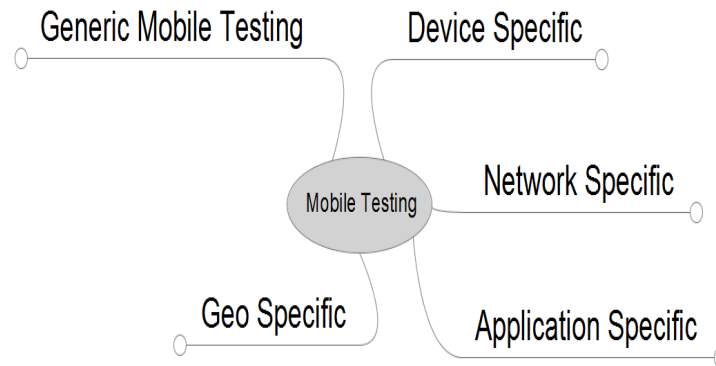 Generic Mobile Testing
Device Specific
Mobile Testing
Network Specific
Geo Specific
Application Specific